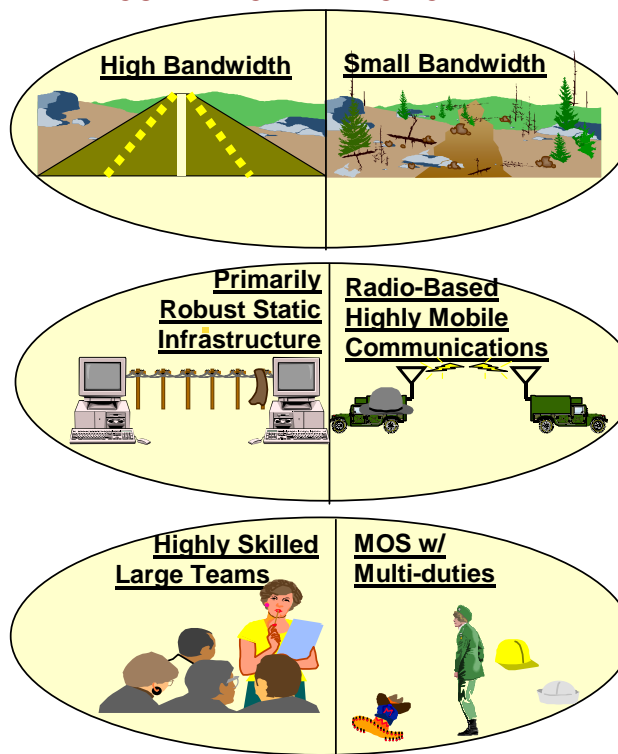 High Bandwidth
Small Bandwidth
Primarily
Robust Static
Infrastructure
Radio-Based
Highly Mobile
Communications
Highly Skilled
Large Teams
MOS w/
Multi-duties